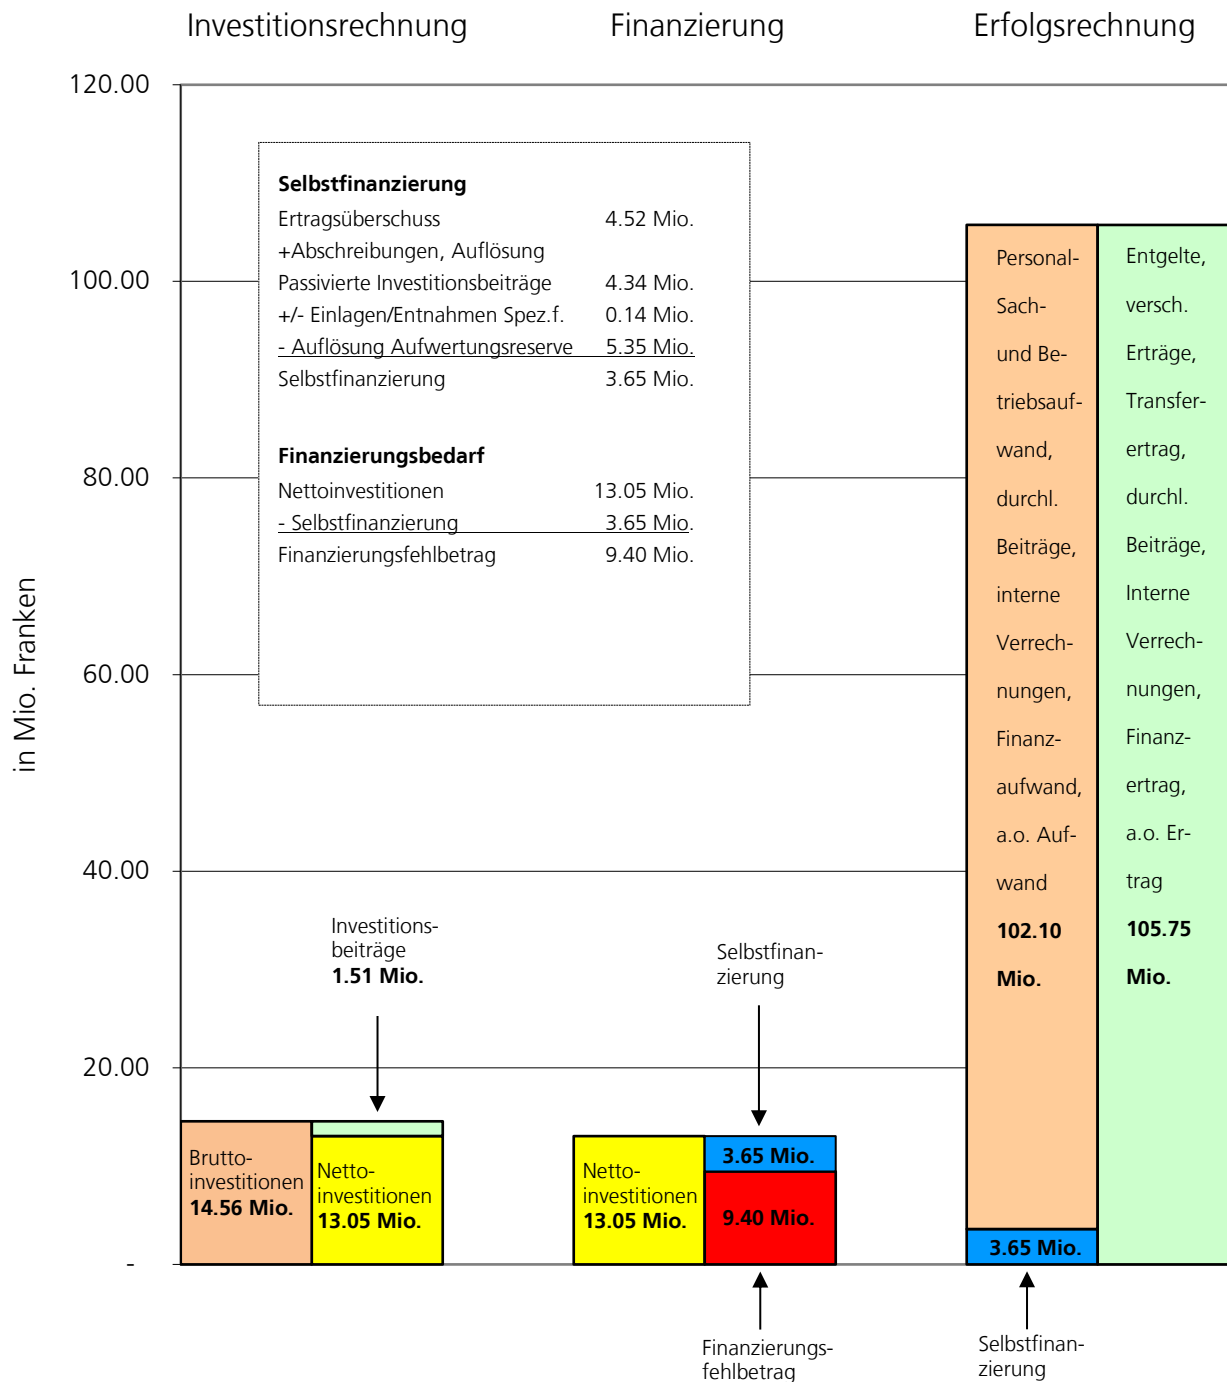 Investitionsrechnung Finanzierung Erfolgsrechnung
in Mio. Franken
120.00
100.00
80.00
60.00
40.00
20.00
-
Selbstfinanzierung
Ertragsüberschuss 4.52 Mio.
+Abschreibungen, Auflösung
Passivierte Investitionsbeiträge 4.34 Mio.
+/- Einlagen/Entnahmen Spez.f. 0.14 Mio.
- Auflösung Aufwertungsreserve 5.35 Mio.
Selbstfinanzierung 3.65 Mio.
Finanzierungsbedarf
Nettoinvestitionen 13.05 Mio.
- Selbstfinanzierung 3.65 Mio.
Finanzierungsfehlbetrag 9.40 Mio.
Investitions-
beiträge
1.51 Mio.
Brutto-
investitionen
14.56 Mio.
Netto-
investitionen
13.05 Mio.
Selbstfinan-
zierung
Netto-
investitionen
13.05 Mio.
3.65 Mio.
9.40 Mio.
Finanzierungs-
fehlbetrag
Personal-
Sach-
und Be-
triebsauf-
wand,
durchl.
Beiträge,
interne
Verrech-
nungen,
Finanz-
aufwand,
a.o. Auf-
wand
102.10
Mio.
3.65 Mio.
Selbstfinan-
zierung
Entgelte,
versch.
Erträge,
Transfer-
ertrag,
durchl.
Beiträge,
Interne
Verrech-
nungen,
Finanz-
ertrag,
a.o. Er-
trag
105.75
Mio.